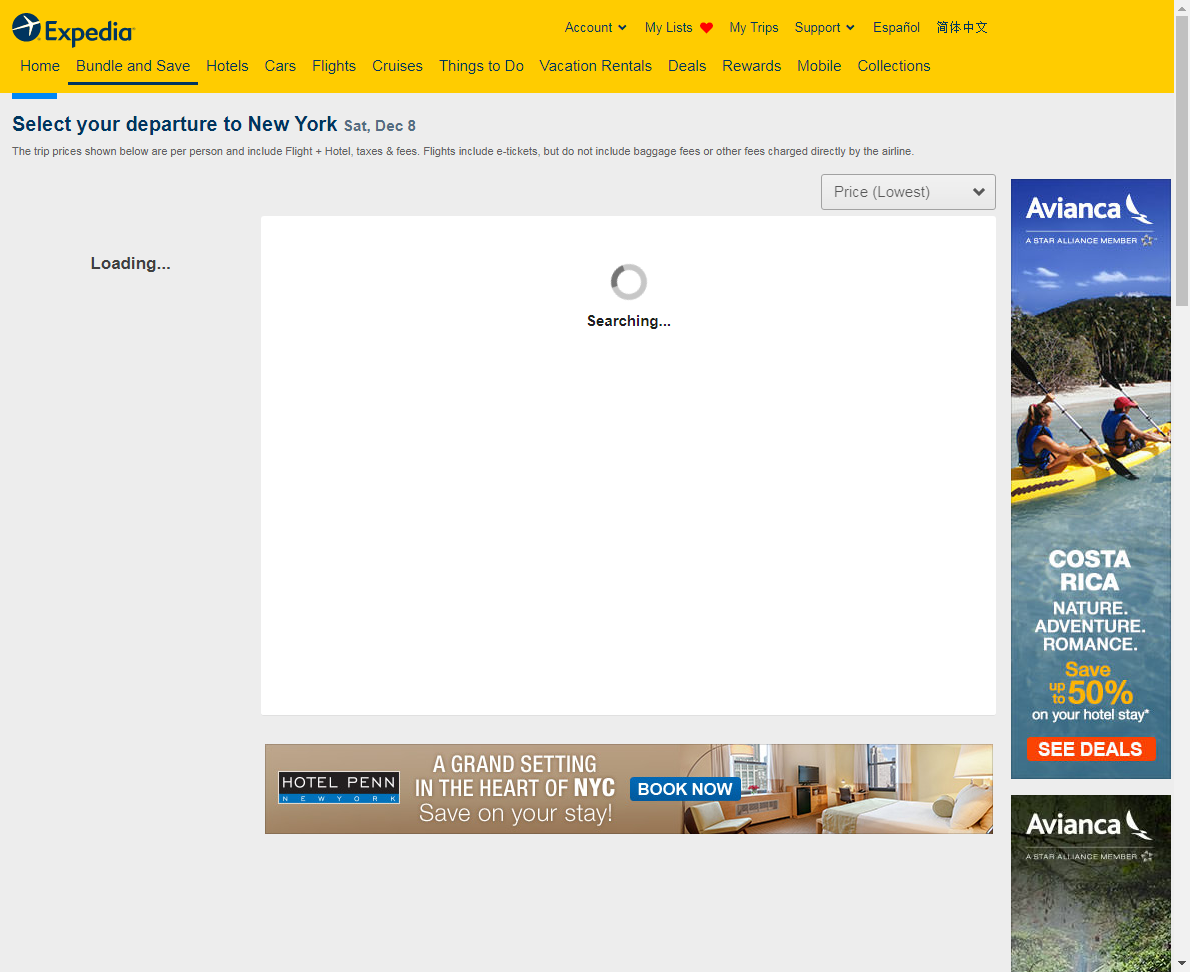 Expedia
Account
My Lists
My Trips
Support
Español
简体中文
Home
Bundle and Save
Hotels
Cars
Flights
Cruises
Things to Do
Vacation Rentals
Deals
Rewards
Mobile
Collections
Select your departure to New York Sat, Dec 8
The trip prices shown below are per person and include Flight + Hotel, taxes & fees. Flights include e-tickets, but do not include baggage fees or other fees charged directly by the airline.
Price (Lowest)
Loading...
Searching...
Avianca
A STAR ALLIANCE MEMBER
COSTA
RICA
NATURE.
ADVENTURE.
ROMANCE.
Save
up to 50%
on your hotel stay*
SEE DEALS
HOTEL PENN
NEW YORK
A GRAND SETTING
IN THE HEART OF NYC
Save on your stay!
BOOK NOW
Avianca
A STAR ALLIANCE MEMBER